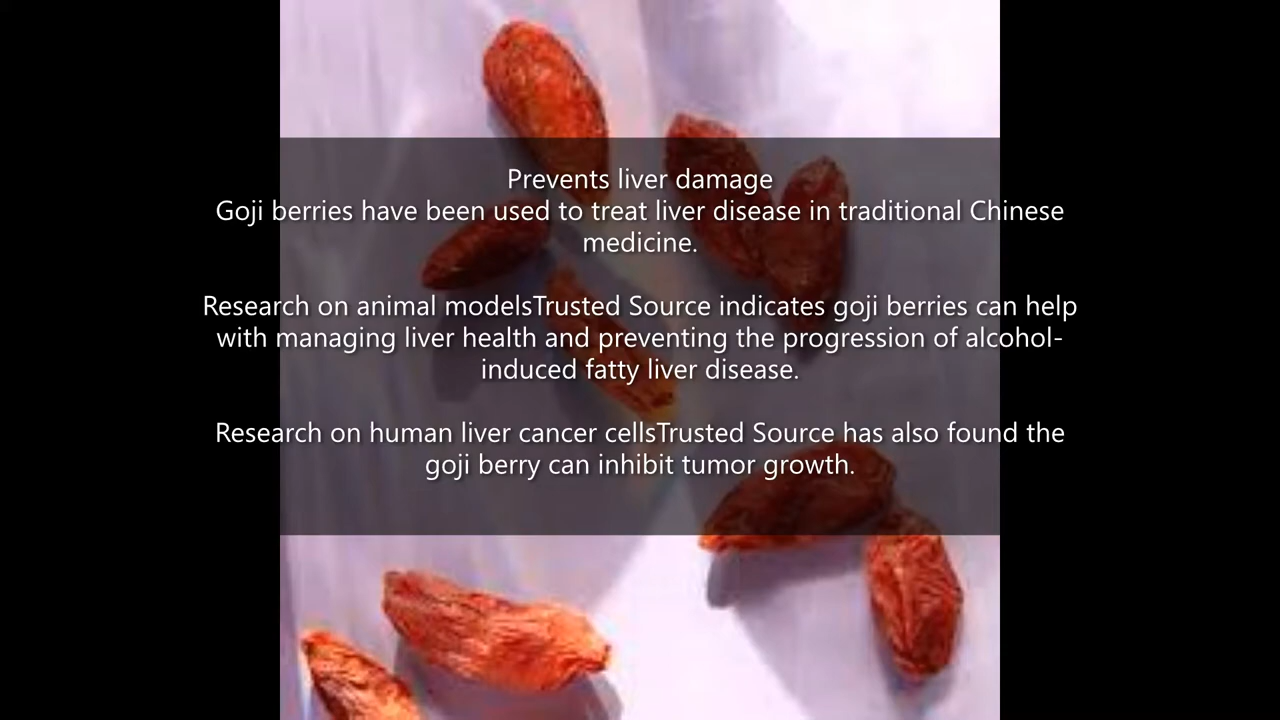 Prevents liver damage
Goji berries have been used to treat liver disease in traditional Chinese
medicine.
Research on animal modelsTrusted Source indicates goji berries can help
with managing liver health and preventing the progression of alcohol-
induced fatty liver disease.
Research on human liver cancer cellsTrusted Source has also found the
goji berry can inhibit tumor growth.